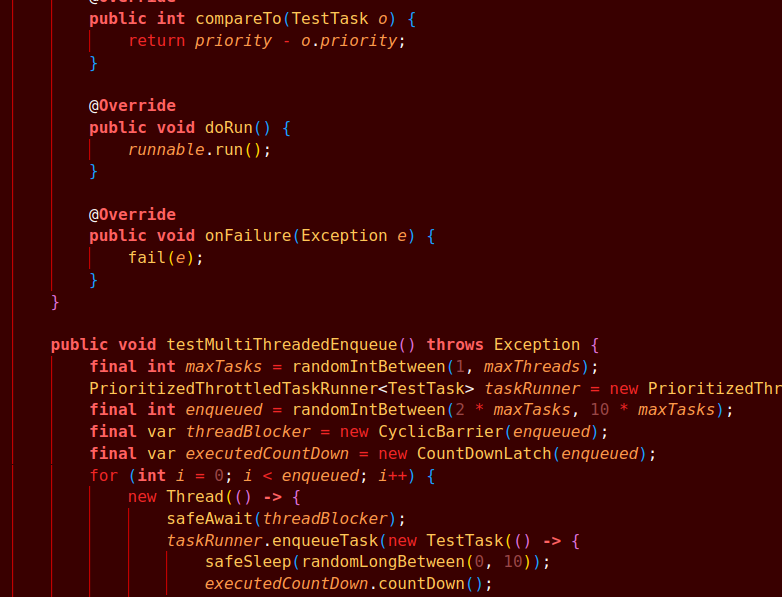 @Override
public int compareTo(TestTask o) {
return priority - o.priority;
}
@Override
public void doRun() {
runnable.run();
}
@Override
public void onFailure(Exception e) {
fail(e);
}
}
public void testMultiThreadedEnqueue() throws Exception {
final int maxTasks = randomIntBetween(1, maxThreads);
PrioritizedThrottledTaskRunner<TestTask> taskRunner = new PrioritizedThr
final int enqueued = randomIntBetween(2 * maxTasks, 10 * maxTasks);
final var threadBlocker = new CyclicBarrier(enqueued);
final var executedCountDown = new CountDownLatch(enqueued);
for (int i = 0; i < enqueued; i++) {
new Thread(() -> {
safeAwait(threadBlocker);
taskRunner.enqueueTask(new TestTask(() -> {
safeSleep(randomLongBetween(0, 10));
executedCountDown.countDown();